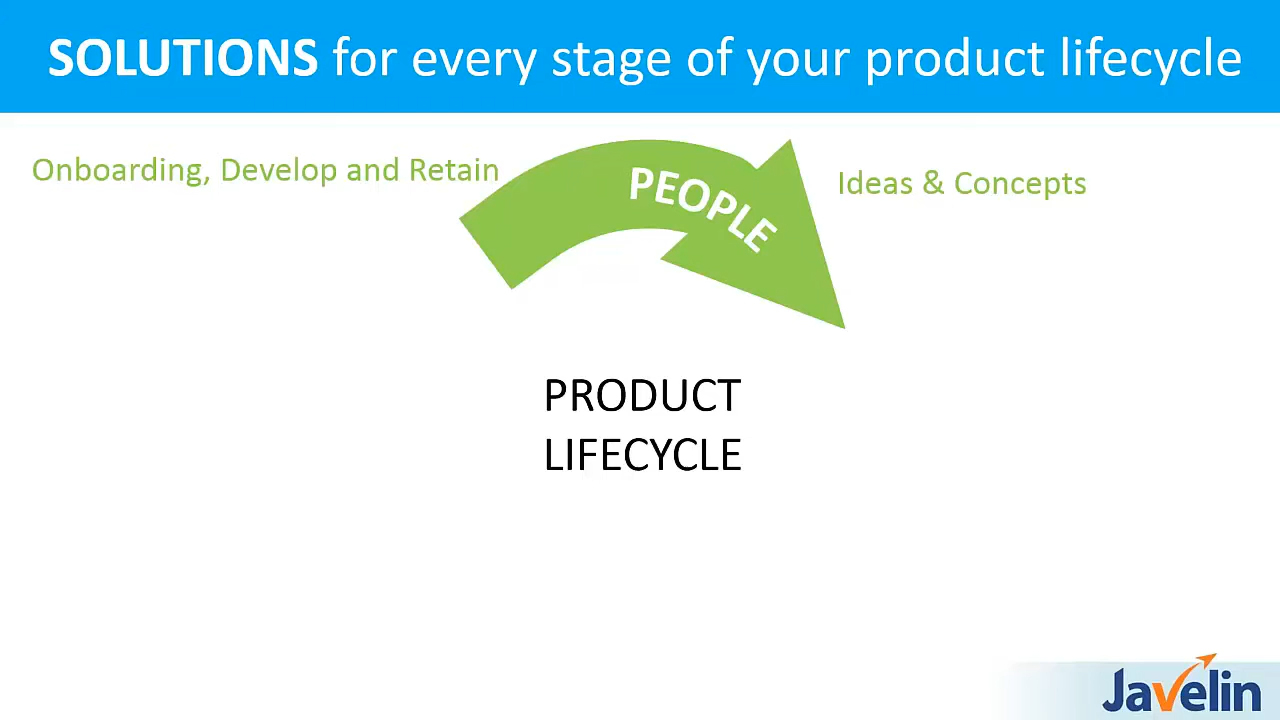 SOLUTIONS for every stage of your product lifecycle
Onboarding, Develop and Retain
PEOPLE
Ideas & Concepts
PRODUCT
LIFECYCLE
Javelin